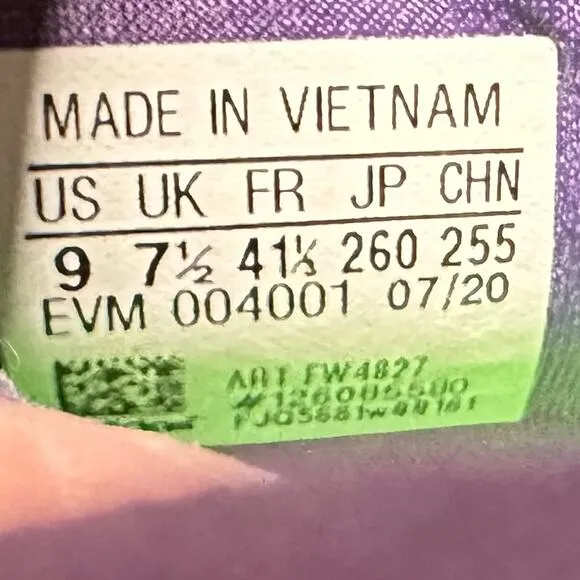 MADE IN VIETNAM
US UK FR JP CHN
9 7½ 41⅓ 260 255
EVM 004001 07/20
ART FW4827